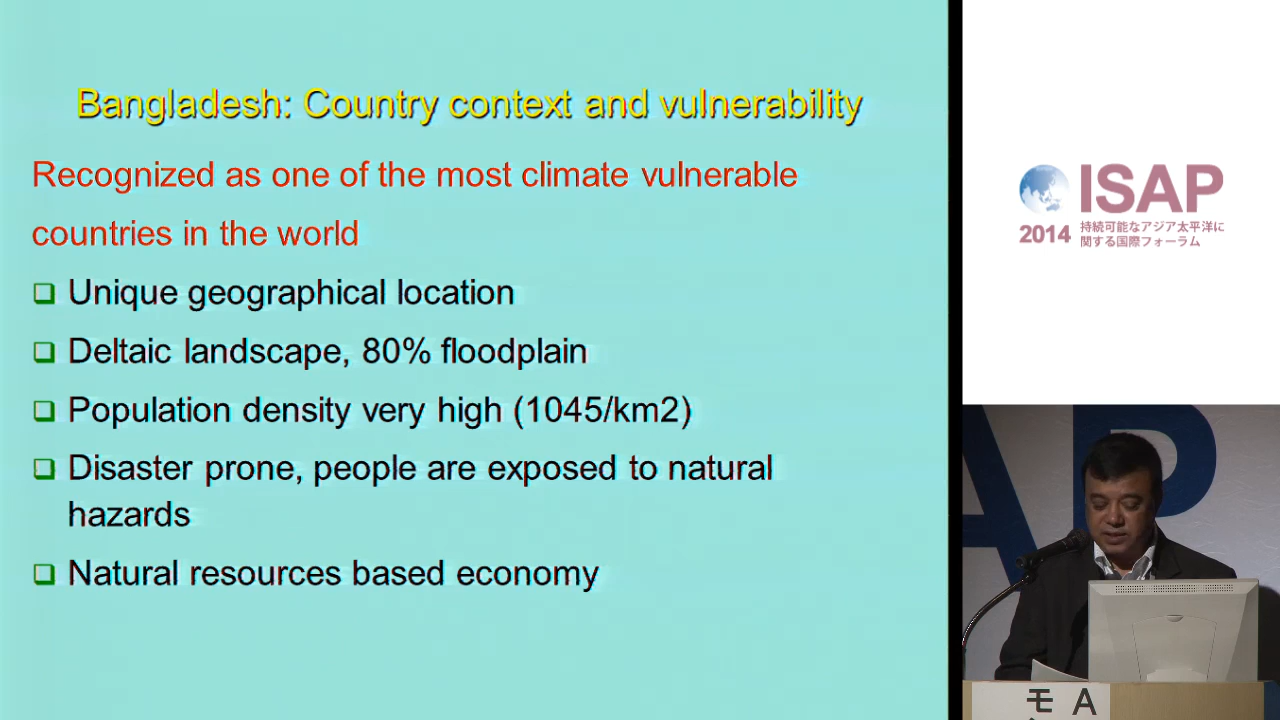 Bangladesh: Country context and vulnerability
Recognized as one of the most climate vulnerable
countries in the world
Unique geographical location
Deltaic landscape, 80% floodplain
Population density very high (1045/km2)
Disaster prone, people are exposed to natural
hazards
Natural resources based economy
ISAP
2014
持続可能なアジア太平洋に
関する国際フォーラム
AP
モ A